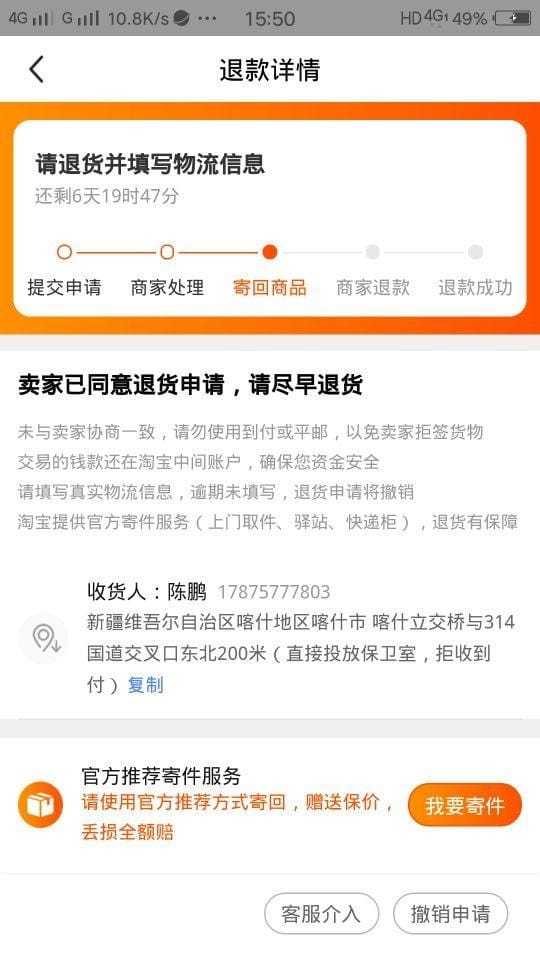 4G G 10.8K/s ··· 15:50 HD 4G 49%
退款详情
请退货并填写物流信息
还剩6天19时47分
提交申请 商家处理 寄回商品 商家退款 退款成功
卖家已同意退货申请，请尽早退货
未与卖家协商一致，请勿使用到付或平邮，以免卖家拒签货物
交易的钱款还在淘宝中间账户，确保您资金安全
请填写真实物流信息，逾期未填写，退货申请将撤销
淘宝提供官方寄件服务（上门取件、驿站、快递柜），退货有保障
收货人：陈鹏 17875777803
新疆维吾尔自治区喀什地区喀什市 喀什立交桥与314
国道交叉口东北200米（直接投放保卫室，拒收到
付）复制
官方推荐寄件服务
请使用官方推荐方式寄回，赠送保价，
丢损全额赔
我要寄件
客服介入 撤销申请